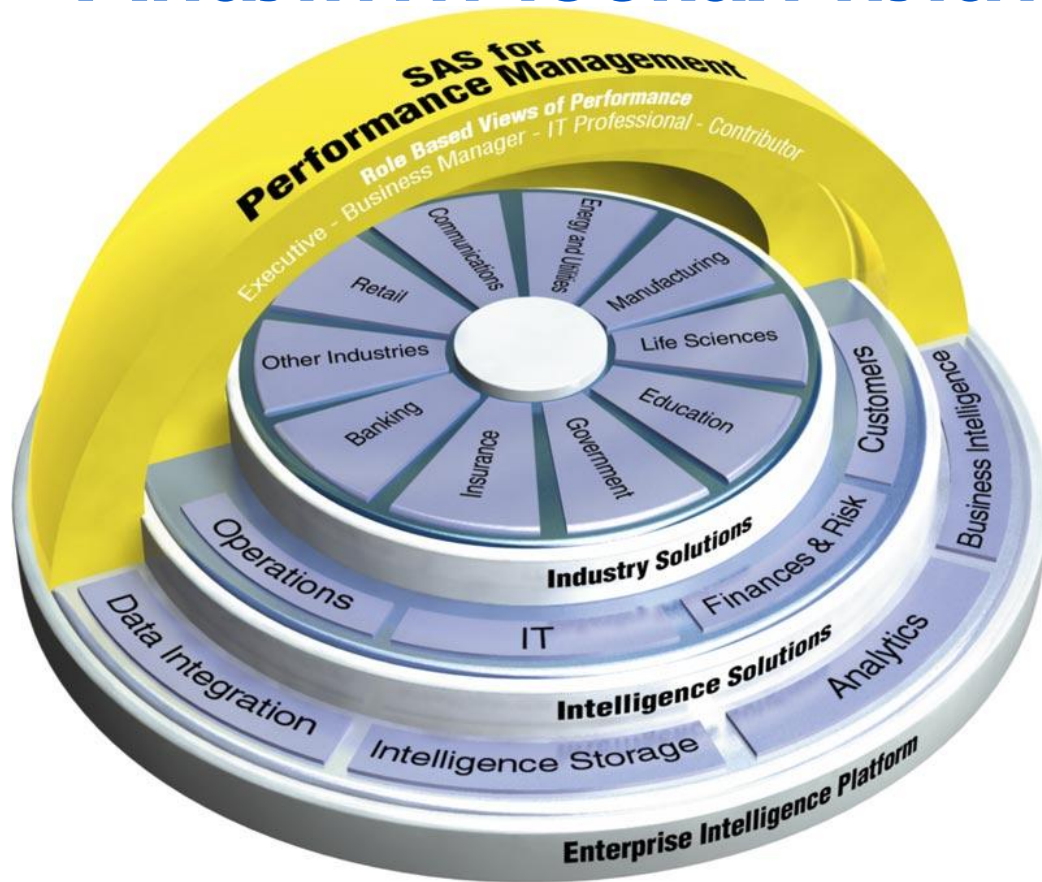 SAS for
Performance Management
Role Based Views of Performance
Executive - Business Manager - IT Professional - Contributor
Communications
Energy and Utilities
Manufacturing
Life Sciences
Education
Government
Insurance
Banking
Other Industries
Retail
Industry Solutions
Operations
IT
Finances & Risk
Customers
Intelligence Solutions
Data Integration
Intelligence Storage
Analytics
Business Intelligence
Enterprise Intelligence Platform